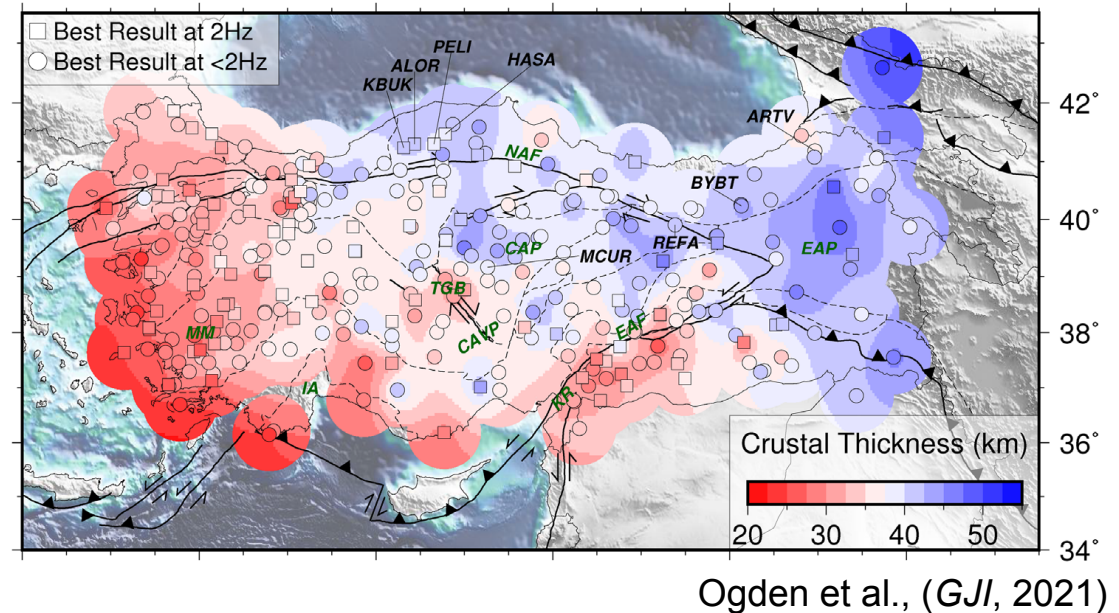 Best Result at 2Hz
Best Result at <2Hz
PELI
ALOR
HASA
KBUK
42˚
ARTV
NAF
BYBT
40˚
REFA
CAP
MCUR
EAP
TGB
MM
CAVP
EAF
38˚
IA
KR
36˚
Crustal Thickness (km)
20 30 40 50
34˚
Ogden et al., (GJI, 2021)